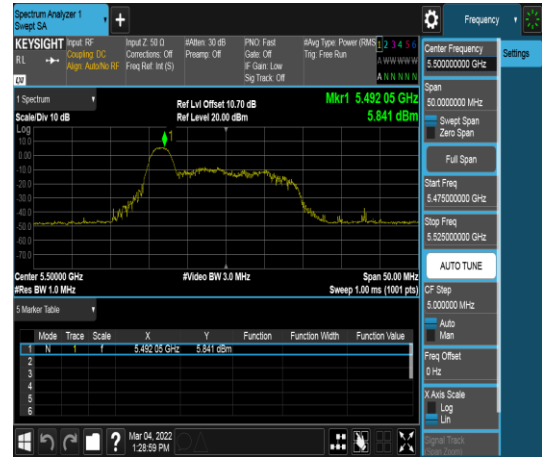 Spectrum Analyzer 1
Swept SA
+
Frequency
KEYSIGHT
RL
LXI
Input: RF
Coupling: DC
Align: Auto/No RF
Input Z: 50 Ω
Corrections: Off
Freq Ref: Int (S)
#Atten: 30 dB
Preamp: Off
PNO: Fast
Gate: Off
IF Gain: Low
Sig Track: Off
#Avg Type: Power (RMS
Trig: Free Run
1 2 3 4 5 6
A WW WW W
A N N N N N
Center Frequency
5.500000000 GHz
Settings
Span
50.0000000 MHz
Swept Span
Zero Span
Full Span
Start Freq
5.475000000 GHz
Stop Freq
5.525000000 GHz
AUTO TUNE
CF Step
5.000000 MHz
Auto
Man
Freq Offset
0 Hz
X Axis Scale
Log
Lin
Signal Track
(Span Zoom)
1 Spectrum
Scale/Div 10 dB
Ref Lvl Offset 10.70 dB
Ref Level 20.00 dBm
Mkr1 5.492 05 GHz
5.841 dBm
Log
1
10.0
0.00
-10.0
-20.0
-30.0
-40.0
-50.0
-60.0
-70.0
Center 5.50000 GHz
#Video BW 3.0 MHz
Span 50.00 MHz
#Res BW 1.0 MHz
Sweep 1.00 ms (1001 pts)
5 Marker Table
Mode Trace Scale X Y Function Function Width Function Value
1 N 1 f 5.492 05 GHz 5.841 dBm
2
3
4
5
6
?
Mar 04, 2022
1:28:59 PM